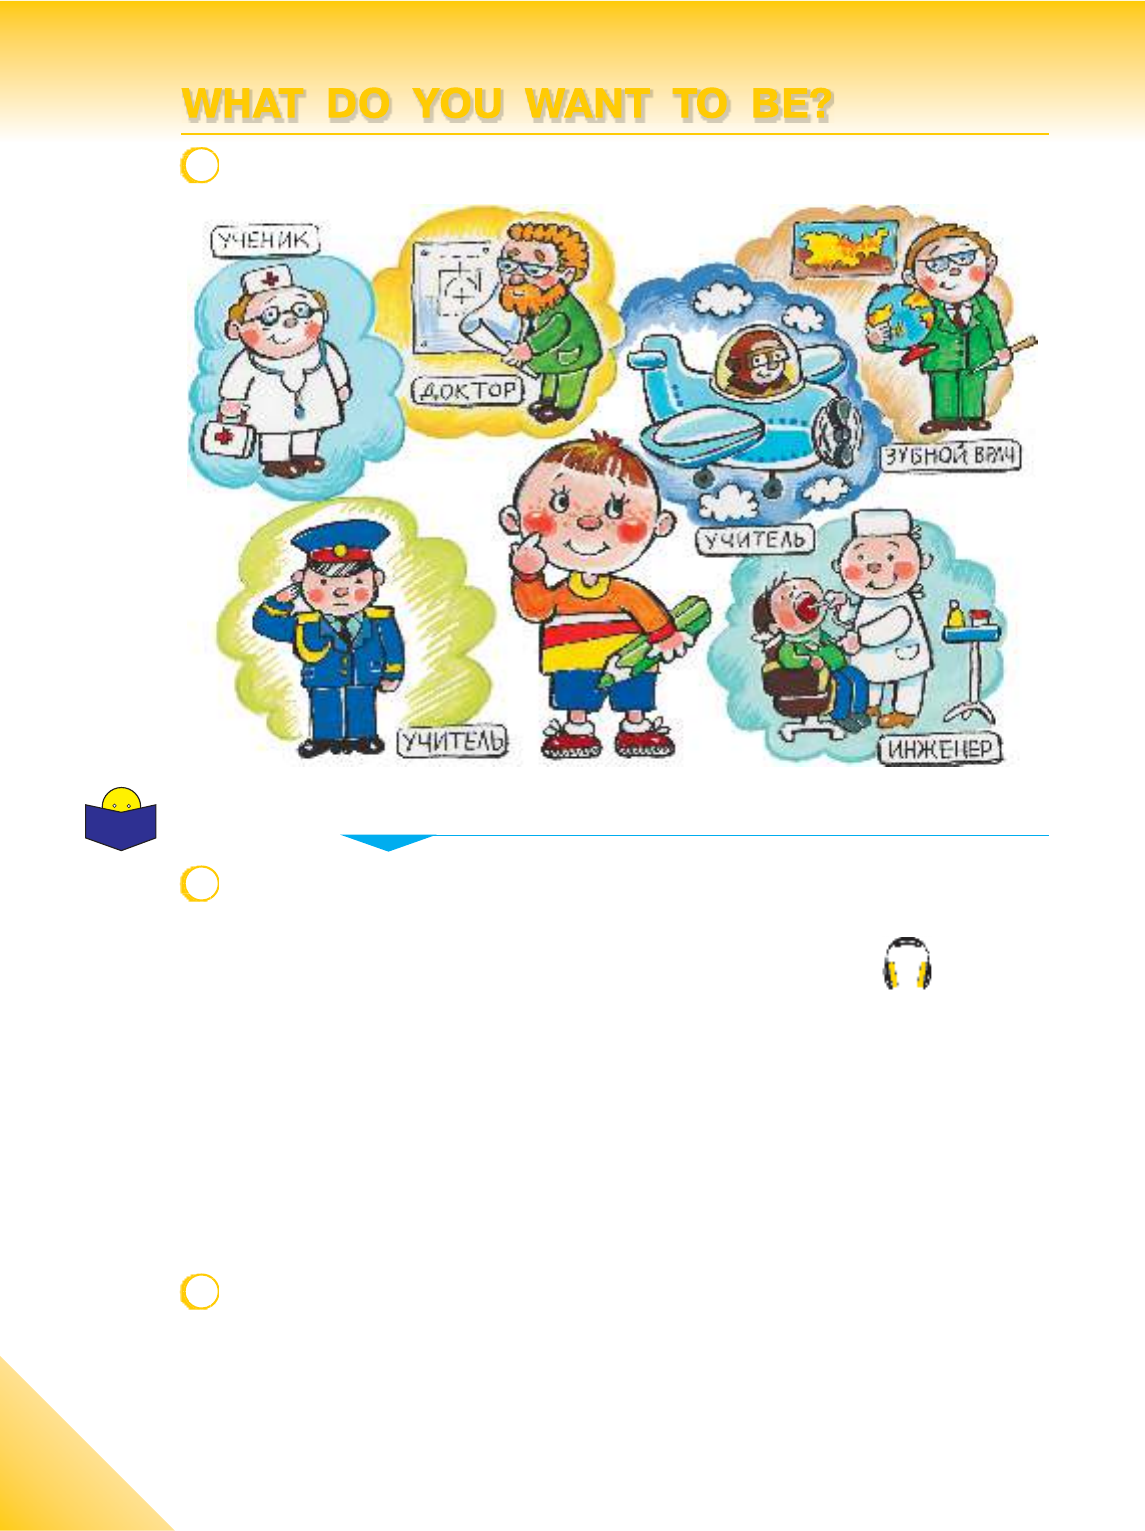 WHAT DO YOU WANT TO BE?
УЧЕНИК
ДОКТОР
ЗУБНОЙ ВРАЧ
УЧИТЕЛЬ
УЧИТЕЛЬ
ИНЖЕНЕР